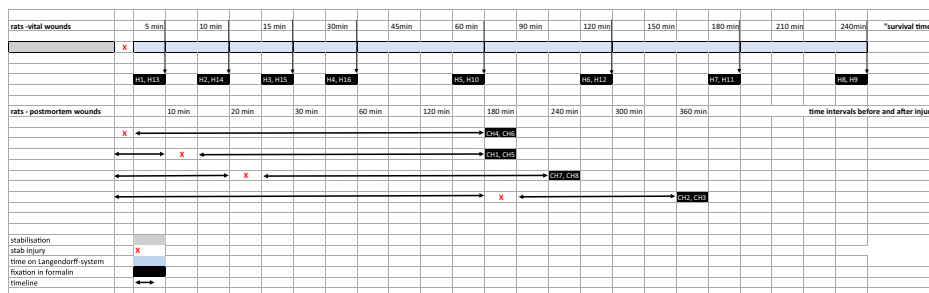 rats -vital wounds 5 min 10 min 15 min 30min 45min 60 min 90 min 120 min 150 min 180 min 210 min 240min "survival time
x
H1, H13 H2, H14 H3, H15 H4, H16 H5, H10 H6, H12 H7, H11 H8, H9
rats - postmortem wounds 10 min 20 min 30 min 60 min 120 min 180 min 240 min 300 min 360 min time intervals before and after injur
x CH4, CH6
x CH1, CH5
x CH7, CH8
x CH2, CH3
stabilisation
stab injury x
time on Langendorff-system
fixation in formalin
timeline